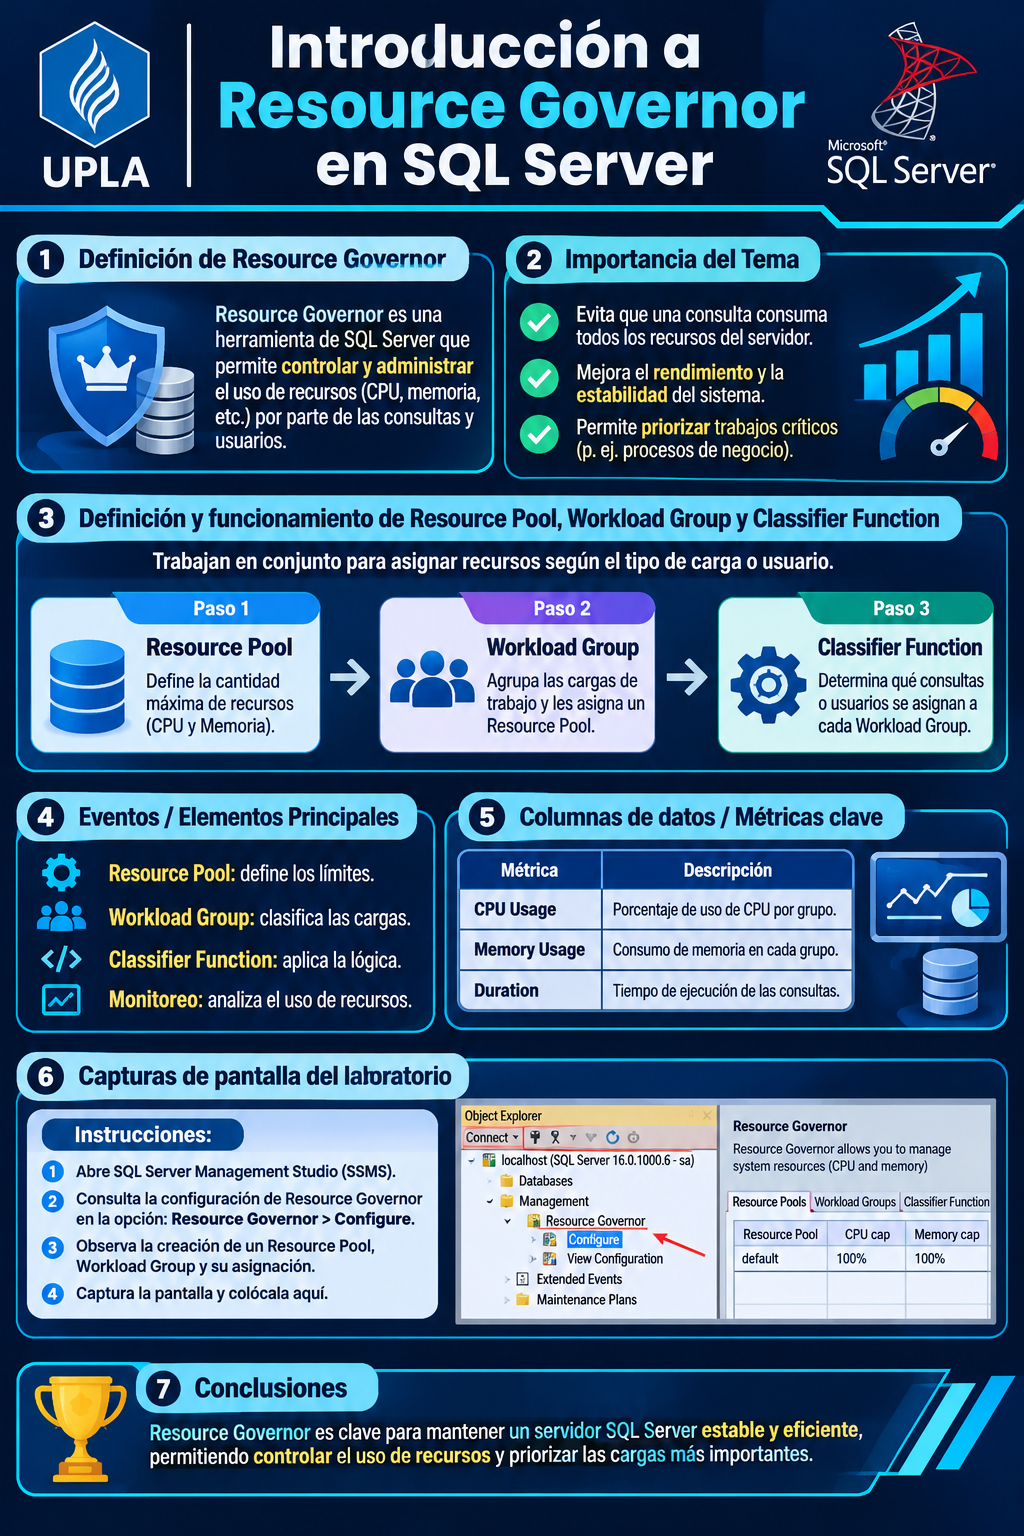 UPLA
Introducción a
Resource Governor
en SQL Server
Microsoft®
SQL Server®
1 Definición de Resource Governor
Resource Governor es una
herramienta de SQL Server que
permite controlar y administrar
el uso de recursos (CPU, memoria,
etc.) por parte de las consultas y
usuarios.
2 Importancia del Tema
Evita que una consulta consuma
todos los recursos del servidor.
Mejora el rendimiento y la
estabilidad del sistema.
Permite priorizar trabajos críticos
(p. ej. procesos de negocio).
3 Definición y funcionamiento de Resource Pool, Workload Group y Classifier Function
Trabajan en conjunto para asignar recursos según el tipo de carga o usuario.
Paso 1
Resource Pool
Define la cantidad
máxima de recursos
(CPU y Memoria).
Paso 2
Workload Group
Agrupa las cargas de
trabajo y les asigna un
Resource Pool.
Paso 3
Classifier Function
Determina qué consultas
o usuarios se asignan a
cada Workload Group.
4 Eventos / Elementos Principales
Resource Pool: define los límites.
Workload Group: clasifica las cargas.
</> Classifier Function: aplica la lógica.
Monitoreo: analiza el uso de recursos.
5 Columnas de datos / Métricas clave
Métrica Descripción
CPU Usage Porcentaje de uso de CPU por grupo.
Memory Usage Consumo de memoria en cada grupo.
Duration Tiempo de ejecución de las consultas.
6 Capturas de pantalla del laboratorio
Instrucciones:
1 Abre SQL Server Management Studio (SSMS).
2 Consulta la configuración de Resource Governor
en la opción: Resource Governor > Configure.
3 Observa la creación de un Resource Pool,
Workload Group y su asignación.
4 Captura la pantalla y colócala aquí.
Object Explorer
Connect
localhost (SQL Server 16.0.1000.6 - sa)
Databases
Management
Resource Governor
Configure
View Configuration
Extended Events
Maintenance Plans
Resource Governor
Resource Governor allows you to manage
system resources (CPU and memory)
Resource Pools Workload Groups Classifier Function
Resource Pool CPU cap Memory cap
default 100% 100%
7 Conclusiones
Resource Governor es clave para mantener un servidor SQL Server estable y eficiente,
permitiendo controlar el uso de recursos y priorizar las cargas más importantes.